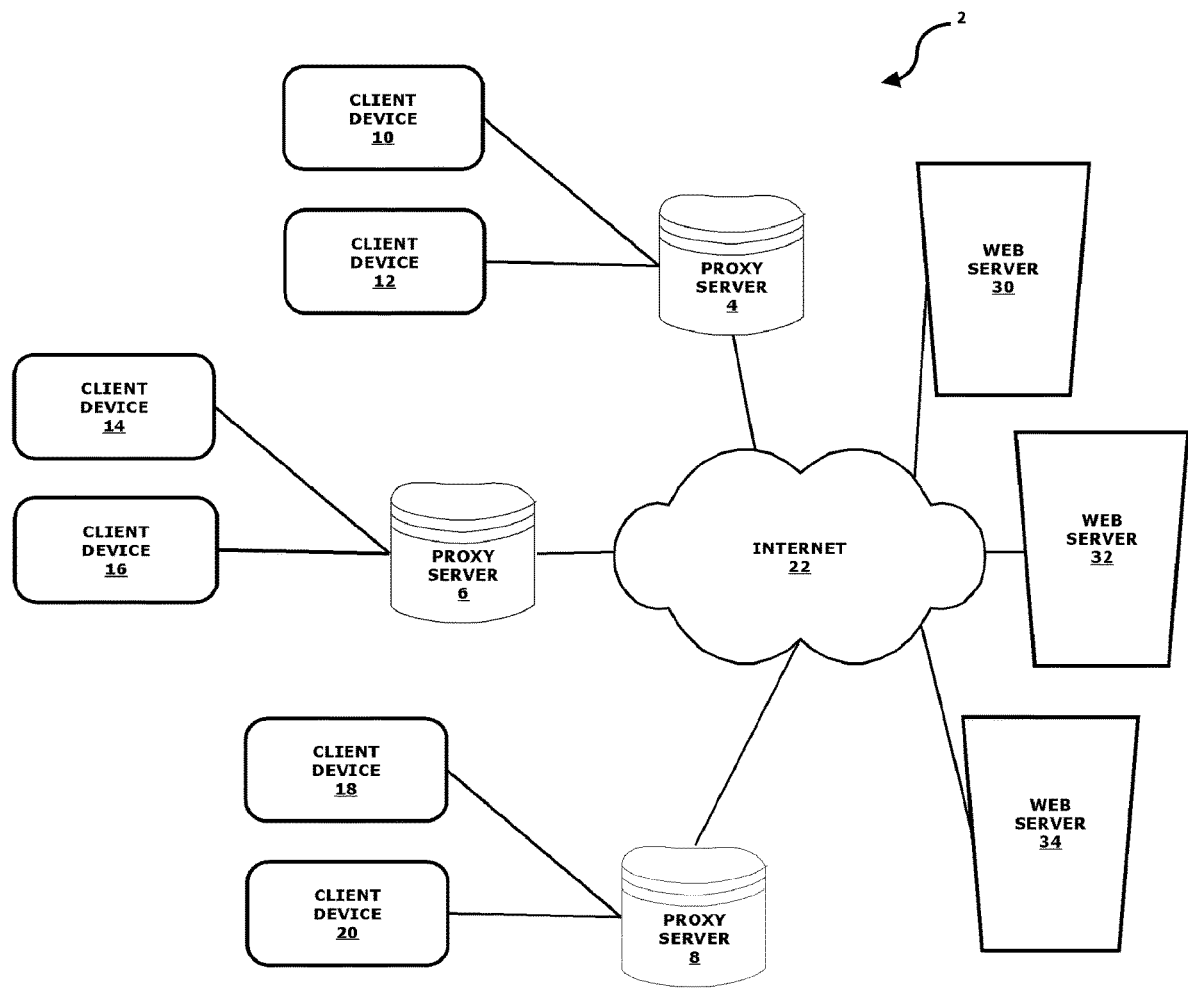 2
CLIENT
DEVICE
10
CLIENT
DEVICE
12
PROXY
SERVER
4
WEB
SERVER
30
CLIENT
DEVICE
14
CLIENT
DEVICE
16
PROXY
SERVER
6
INTERNET
22
WEB
SERVER
32
CLIENT
DEVICE
18
CLIENT
DEVICE
20
PROXY
SERVER
8
WEB
SERVER
34